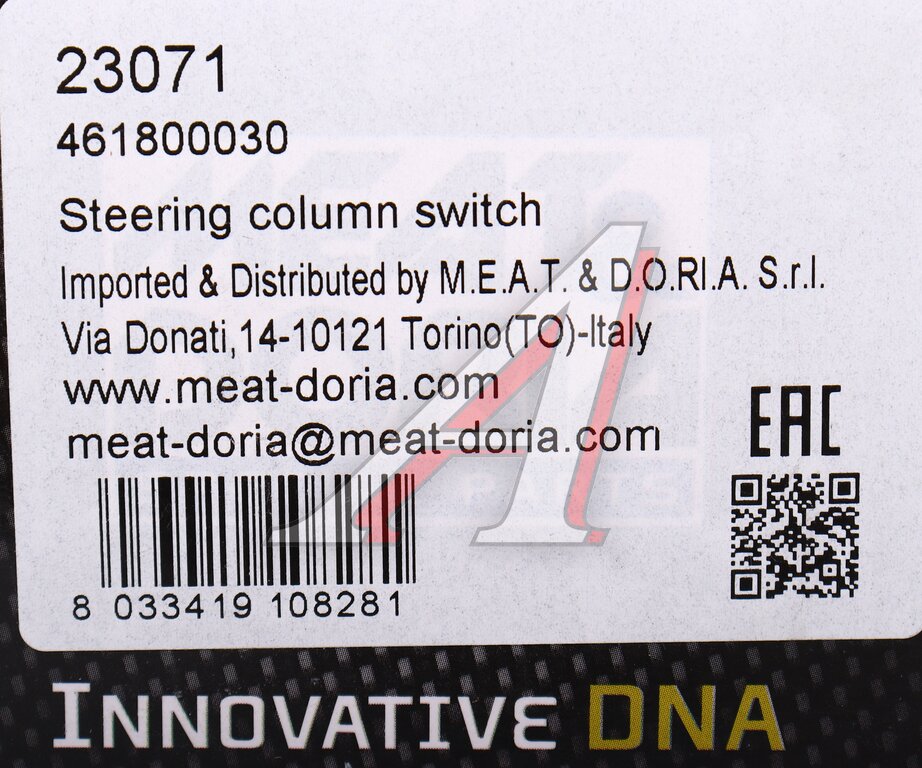 23071
461800030
Steering column switch
Imported & Distributed by M.E.A.T. & D.O.RI.A. S.r.l.
Via Donati,14-10121 Torino(TO)-Italy
www.meat-doria.com
meat-doria@meat-doria.com
EAC
8 033419 108281
INNOVATIVE DNA